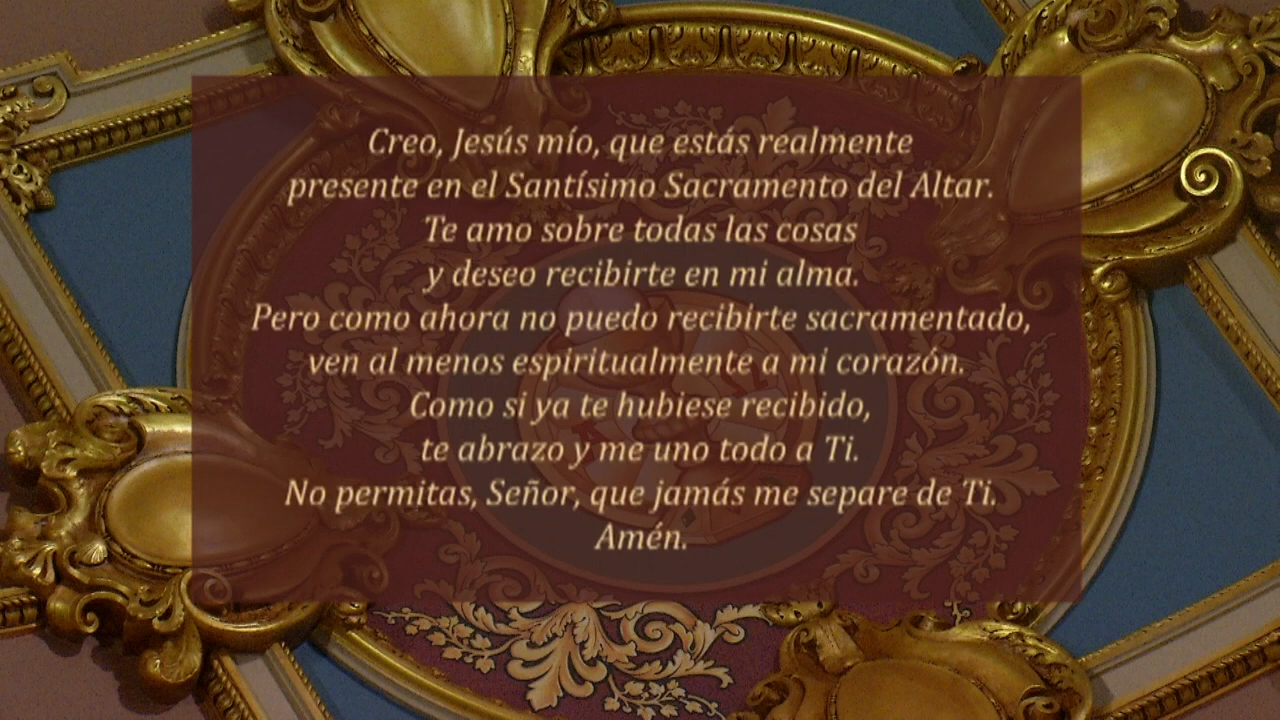 Creo, Jesús mío, que estás realmente
presente en el Santísimo Sacramento del Altar.
Te amo sobre todas las cosas
y deseo recibirte en mi alma.
Pero como ahora no puedo recibirte sacramentado,
ven al menos espiritualmente a mi corazón.
Como si ya te hubiese recibido,
te abrazo y me uno todo a Ti.
No permitas, Señor, que jamás me separe de Ti.
Amén.